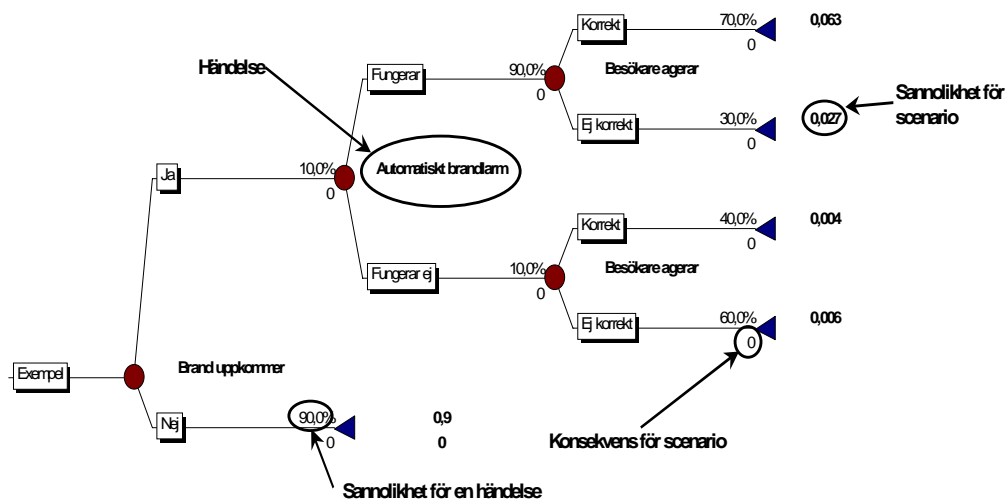 Korrekt
70,0%
0
0,063
Händelse
Fungerar
90,0%
0
Besökare agerar
Ej korrekt
30,0%
0
0,027
Sannolikhet för
scenario
Ja
10,0%
0
Automatiskt brandlarm
Korrekt
40,0%
0
0,004
Fungerar ej
10,0%
0
Besökare agerar
Ej korrekt
60,0%
0
0,006
Exempel
Brand uppkommer
Nej
90,0%
0
0,9
0
Konsekvens för scenario
Sannolikhet för en händelse